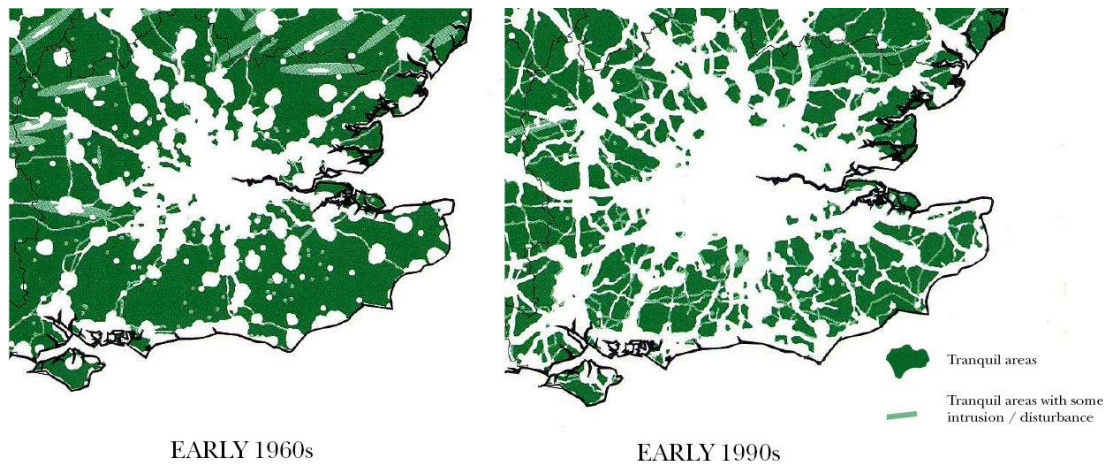 Tranquil areas
Tranquil areas with some
intrusion / disturbance
EARLY 1960s
EARLY 1990s